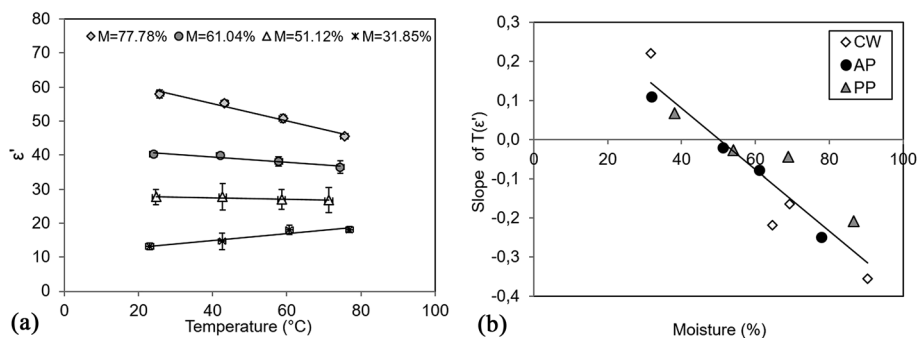 80
70
60
50
40
30
20
10
0
ε'
M=77.78% M=61.04% M=51.12% M=31.85%
0 20 40 60 80 100
Temperature (°C)
(a)
0,3
0,2
0,1
0,0
-0,1
-0,2
-0,3
-0,4
Slope of T(ε')
CW
AP
PP
0 20 40 60 80 100
Moisture (%)
(b)